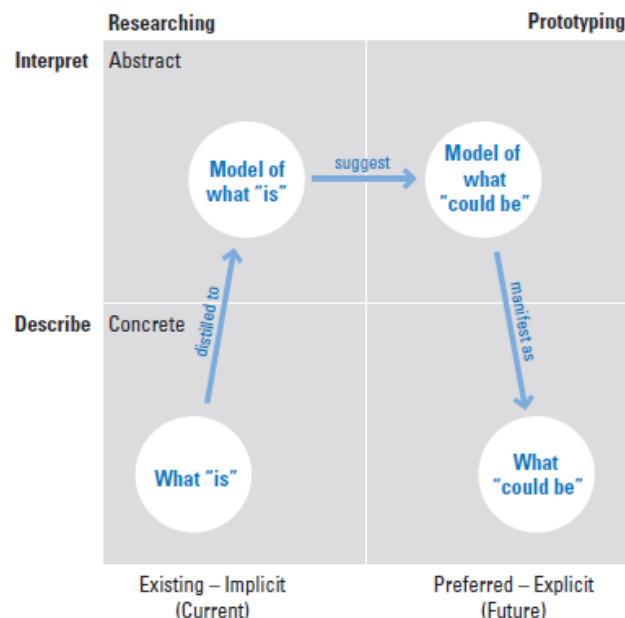 Researching
Prototyping
Interpret
Abstract
Model of
what "is"
suggest
Model of
what
"could be"
distilled to
manifest as
Describe
Concrete
What "is"
What
"could be"
Existing – Implicit
(Current)
Preferred – Explicit
(Future)